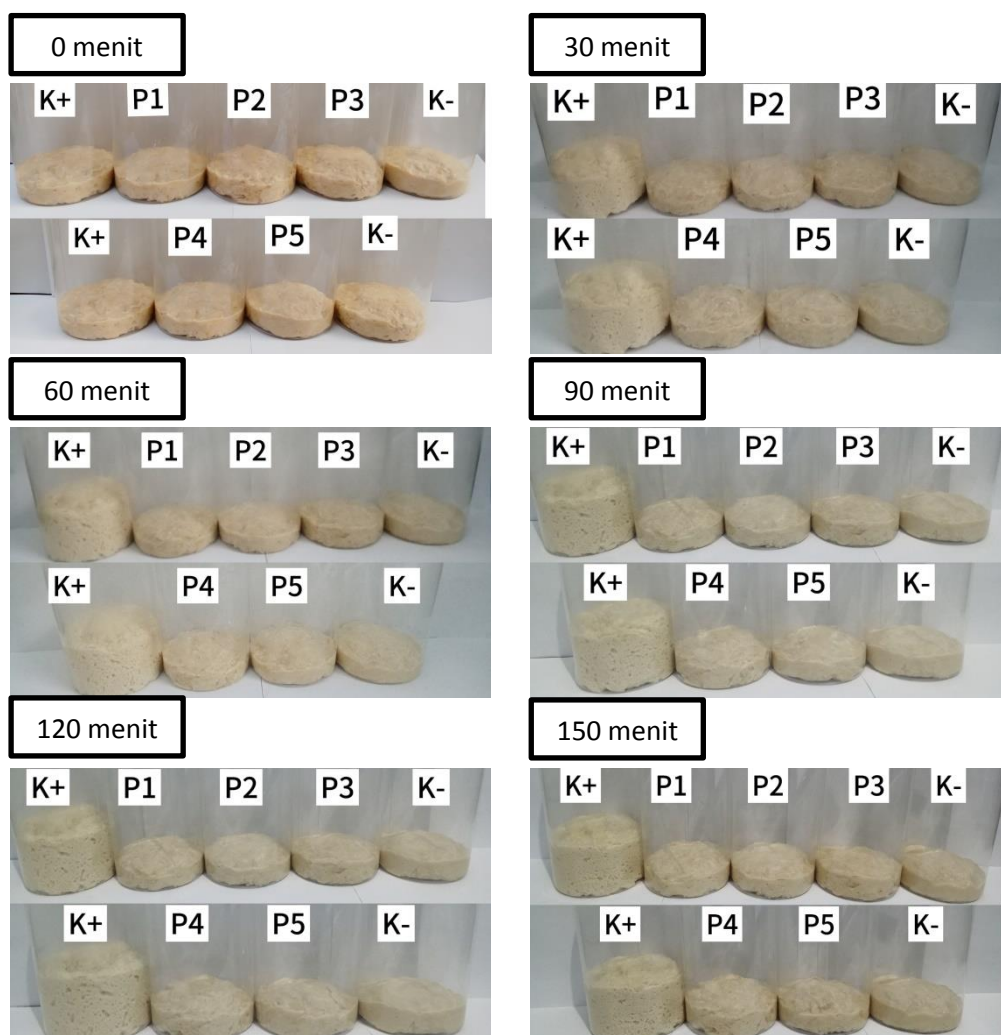 0 menit
30 menit
K+ P1 P2 P3 K-
K+ P1 P2 P3 K-
K+ P4 P5 K-
K+ P4 P5 K-
60 menit
90 menit
K+ P1 P2 P3 K-
K+ P1 P2 P3 K-
K+ P4 P5 K-
K+ P4 P5 K-
120 menit
150 menit
K+ P1 P2 P3 K-
K+ P1 P2 P3 K-
K+ P4 P5 K-
K+ P4 P5 K-